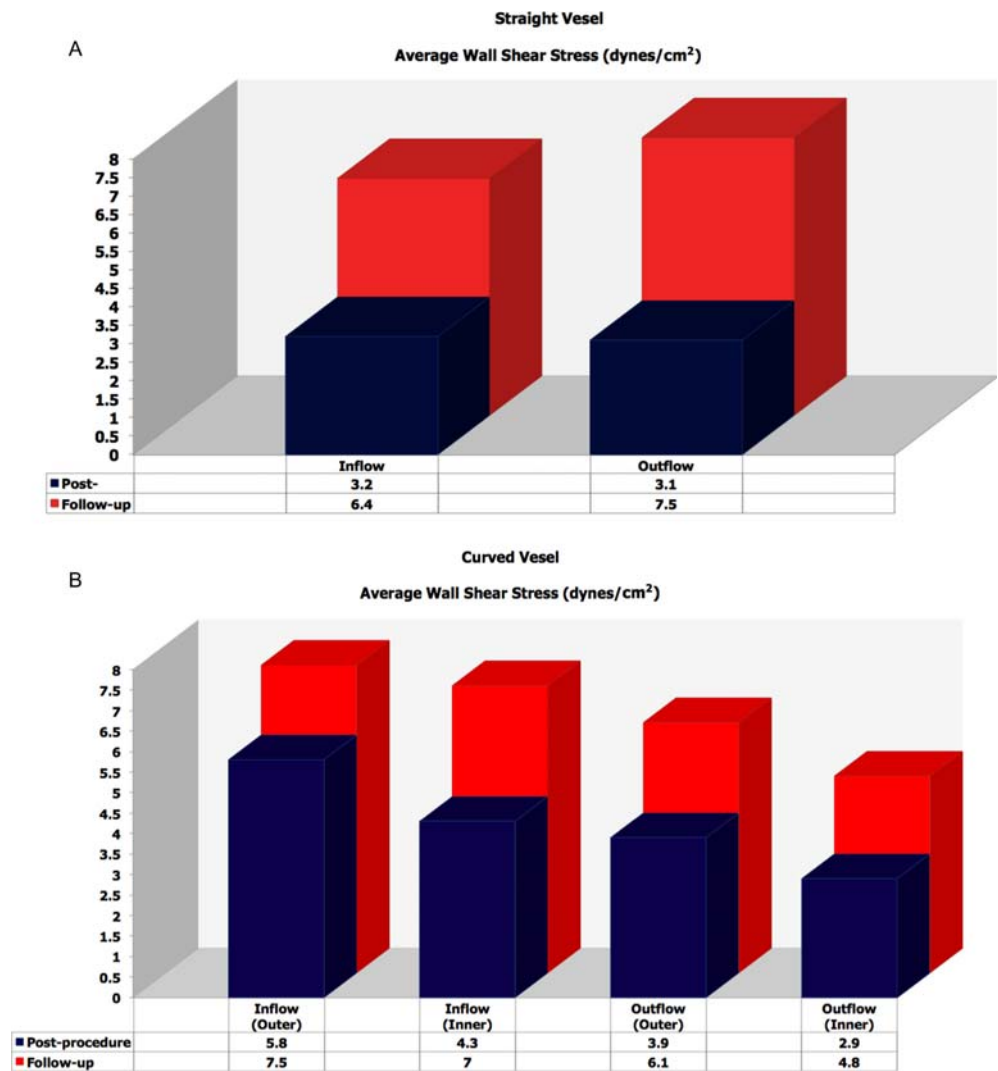 Straight Vessel
A
Average Wall Shear Stress (dynes/cm²)
8
7.5
7
6.5
6
5.5
5
4.5
4
3.5
3
2.5
2
1.5
1
0.5
0
Inflow Outflow
Post- 3.2 3.1
Follow-up 6.4 7.5
Curved Vessel
B
Average Wall Shear Stress (dynes/cm²)
8
7.5
7
6.5
6
5.5
5
4.5
4
3.5
3
2.5
2
1.5
1
0.5
0
Inflow Inflow Outflow Outflow
(Outer) (Inner) (Outer) (Inner)
Post-procedure 5.8 4.3 3.9 2.9
Follow-up 7.5 7 6.1 4.8